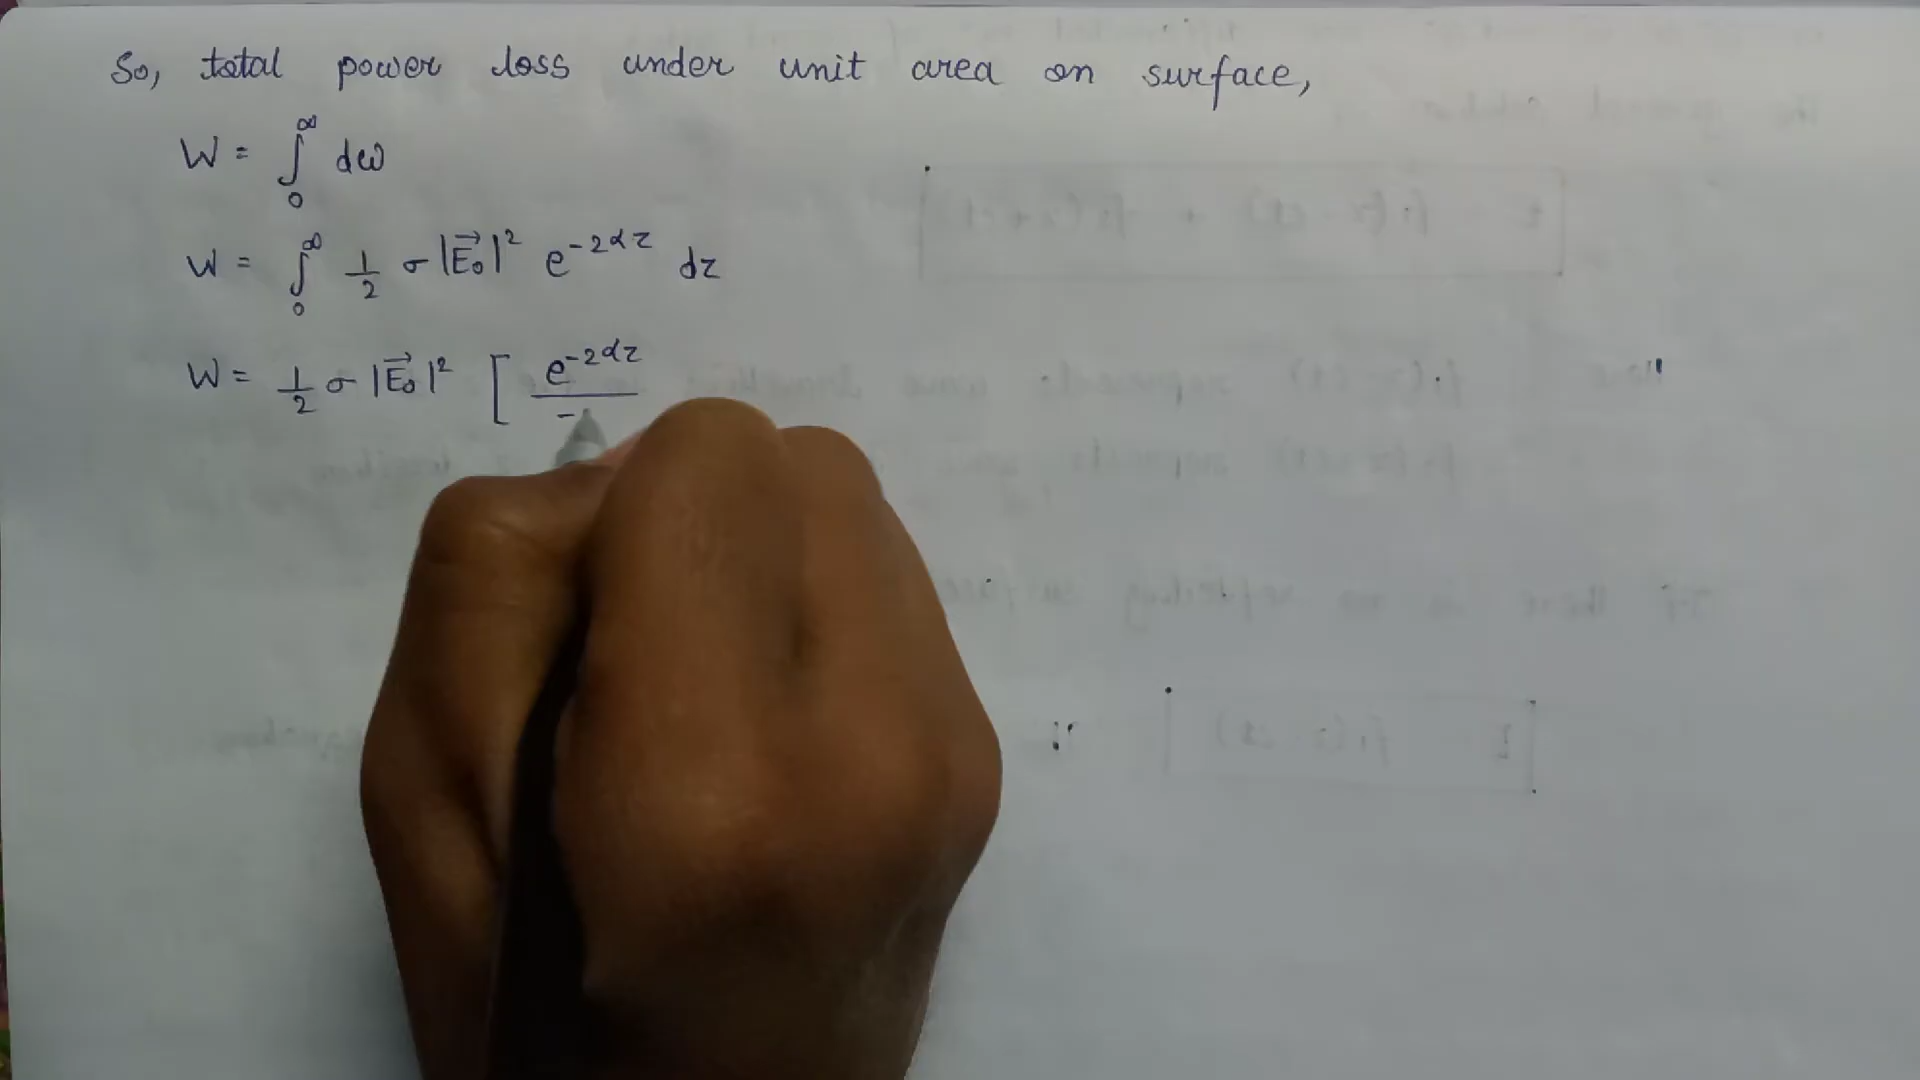 So, total power loss under unit area on surface,
W = ∫₀^∞ dω
W = ∫₀^∞ 1/2 σ |E⃗₀|² e^{-2αz} dz
W = 1/2 σ |E⃗₀|² [ e^{-2αz} / -